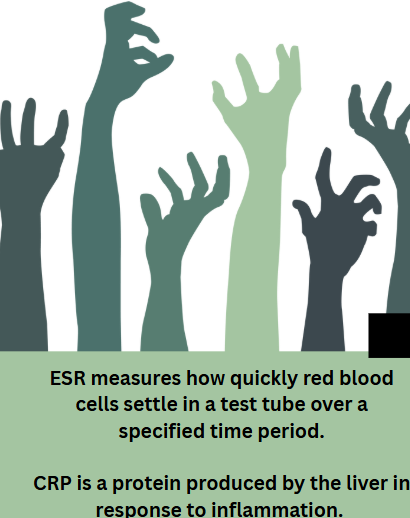 ESR measures how quickly red blood
cells settle in a test tube over a
specified time period.
CRP is a protein produced by the liver in
response to inflammation.